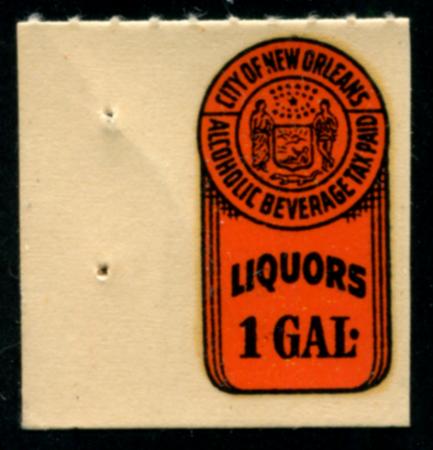 CITY OF NEW ORLEANS
ALCOHOLIC BEVERAGE TAX PAID
LIQUORS
1 GAL.